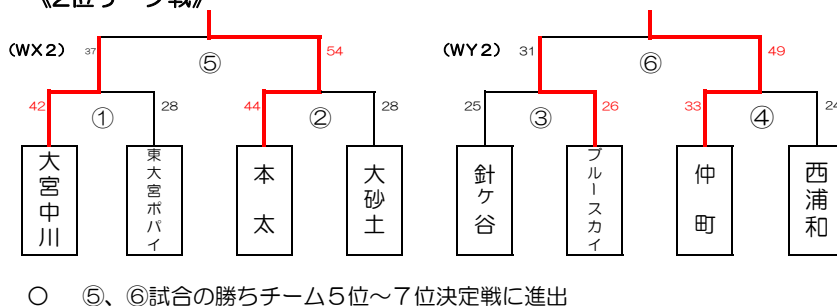 《2位リーグ戦》
(WX2) 37 54 (WY2) 31 49
⑤ ⑥
42 28 44 28 25 26 33 24
① ② ③ ④
大宮中川
東大宮ポパイ
本太
大砂土
針ケ谷
ブルースカイ
仲町
西浦和
○ ⑤、⑥試合の勝ちチーム5位~7位決定戦に進出